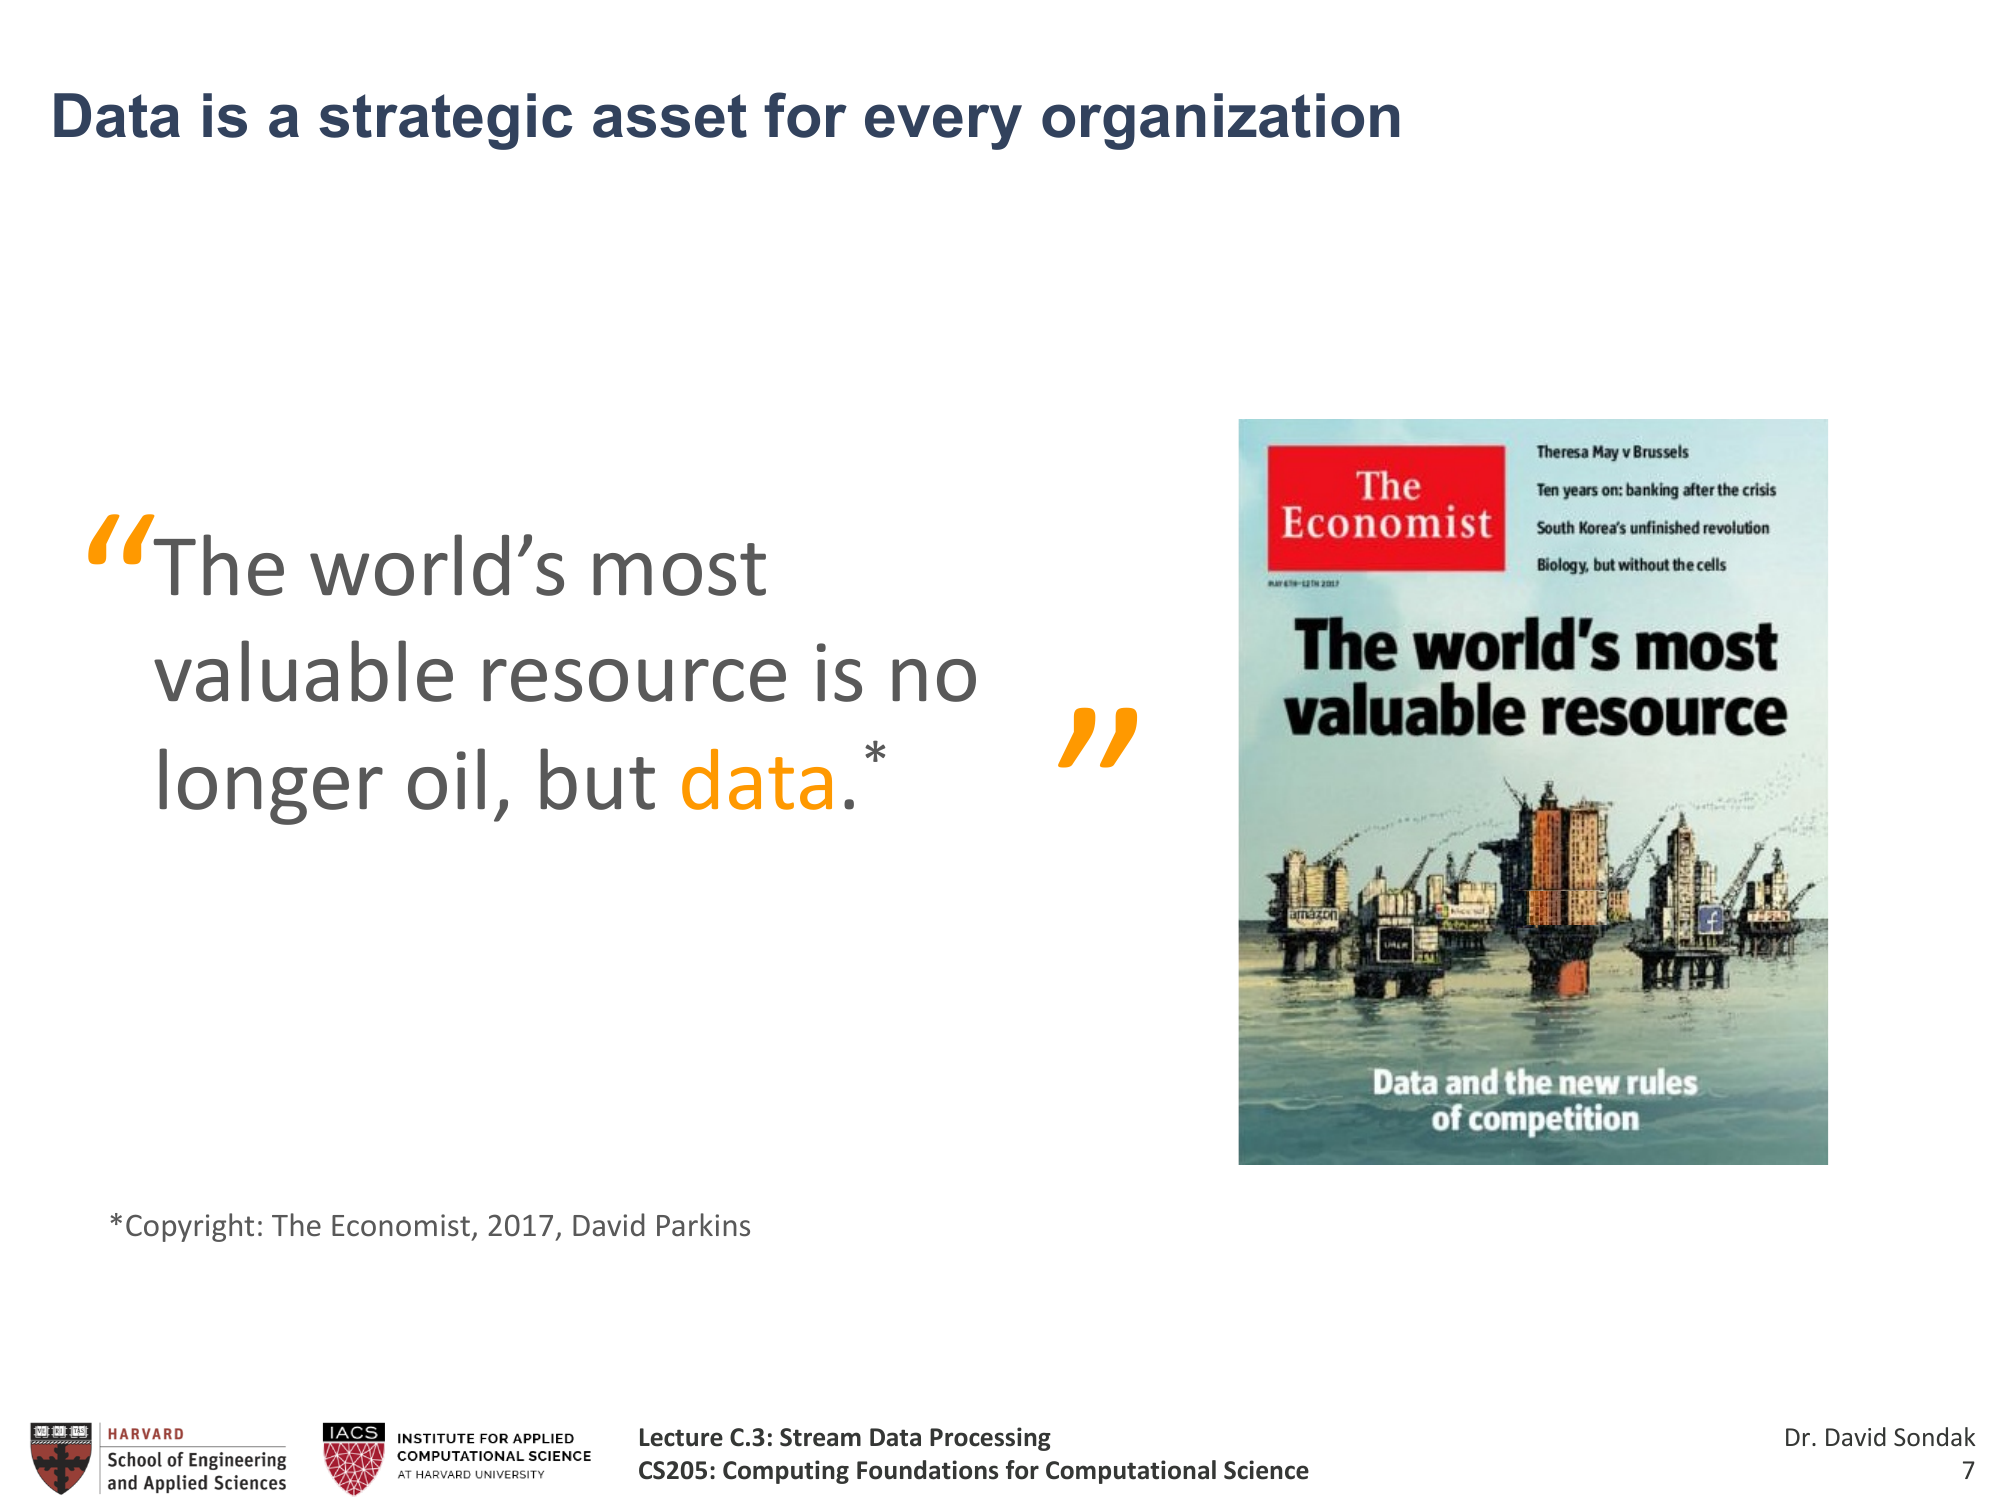 Data is a strategic asset for every organization
“The world’s most
valuable resource is no
longer oil, but data.*
”
The
Economist
MAY 6TH–12TH 2017
Theresa May v Brussels
Ten years on: banking after the crisis
South Korea's unfinished revolution
Biology, but without the cells
The world's most
valuable resource
amazon
UBER
f
Data and the new rules
of competition
*Copyright: The Economist, 2017, David Parkins
HARVARD
School of Engineering
and Applied Sciences
IACS
INSTITUTE FOR APPLIED
COMPUTATIONAL SCIENCE
AT HARVARD UNIVERSITY
Lecture C.3: Stream Data Processing
CS205: Computing Foundations for Computational Science
Dr. David Sondak
7